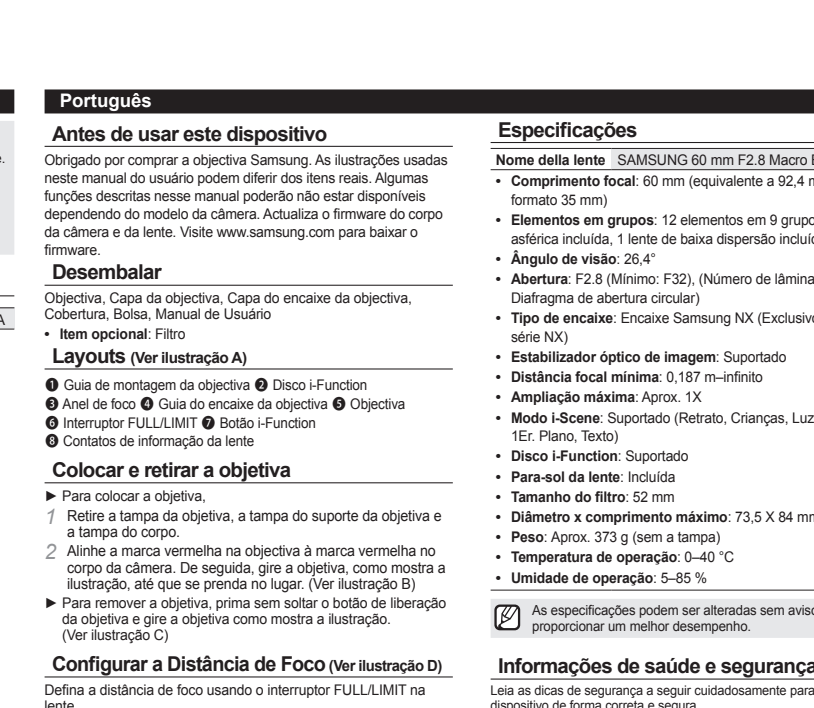 Português
Antes de usar este dispositivo
Obrigado por comprar a objectiva Samsung. As ilustrações usadas
neste manual do usuário podem diferir dos itens reais. Algumas
funções descritas nesse manual poderão não estar disponíveis
dependendo do modelo da câmera. Actualiza o firmware do corpo
da câmera e da lente. Visite www.samsung.com para baixar o
firmware.
Desembalar
Objectiva, Capa da objectiva, Capa do encaixe da objectiva,
Cobertura, Bolsa, Manual de Usuário
• Item opcional: Filtro
Layouts (Ver ilustração A)
❶ Guia de montagem da objectiva ❷ Disco i-Function
❸ Anel de foco ❹ Guia do encaixe da objectiva ❺ Objectiva
❻ Interruptor FULL/LIMIT ❼ Botão i-Function
❽ Contatos de informação da lente
Colocar e retirar a objetiva
► Para colocar a objetiva,
1 Retire a tampa da objetiva, a tampa do suporte da objetiva e
a tampa do corpo.
2 Alinhe a marca vermelha na objectiva à marca vermelha no
corpo da câmera. De seguida, gire a objetiva, como mostra a
ilustração, até que se prenda no lugar. (Ver ilustração B)
► Para remover a objetiva, prima sem soltar o botão de liberação
da objetiva e gire a objetiva como mostra a ilustração.
(Ver ilustração C)
Configurar a Distância de Foco (Ver ilustração D)
Defina a distância de foco usando o interruptor FULL/LIMIT na
lente
Especificações
Nome della lente SAMSUNG 60 mm F2.8 Macro
• Comprimento focal: 60 mm (equivalente a 92,4
formato 35 mm)
• Elementos em grupos: 12 elementos em 9
asférica incluída, 1 lente de baixa dispersão
• Ângulo de visão: 26,4°
• Abertura: F2.8 (Mínimo: F32), (Número de
Diafragma de abertura circular)
• Tipo de encaixe: Encaixe Samsung NX
série NX)
• Estabilizador óptico de imagem: Suportado
• Distância focal mínima: 0,187 m–infinito
• Ampliação máxima: Aprox. 1X
• Modo i-Scene: Suportado (Retrato, Crianças, Luz
1Er. Plano, Texto)
• Disco i-Function: Suportado
• Para-sol da lente: Incluída
• Tamanho do filtro: 52 mm
• Diâmetro x comprimento máximo: 73,5 X 84 mm
• Peso: Aprox. 373 g (sem a tampa)
• Temperatura de operação: 0–40 °C
• Umidade de operação: 5–85 %
As especificações podem ser alteradas sem
proporcionar um melhor desempenho.
Informações de saúde e segurança
Leia as dicas de segurança a seguir cuidadosamente para
dispositivo de forma correta e segura